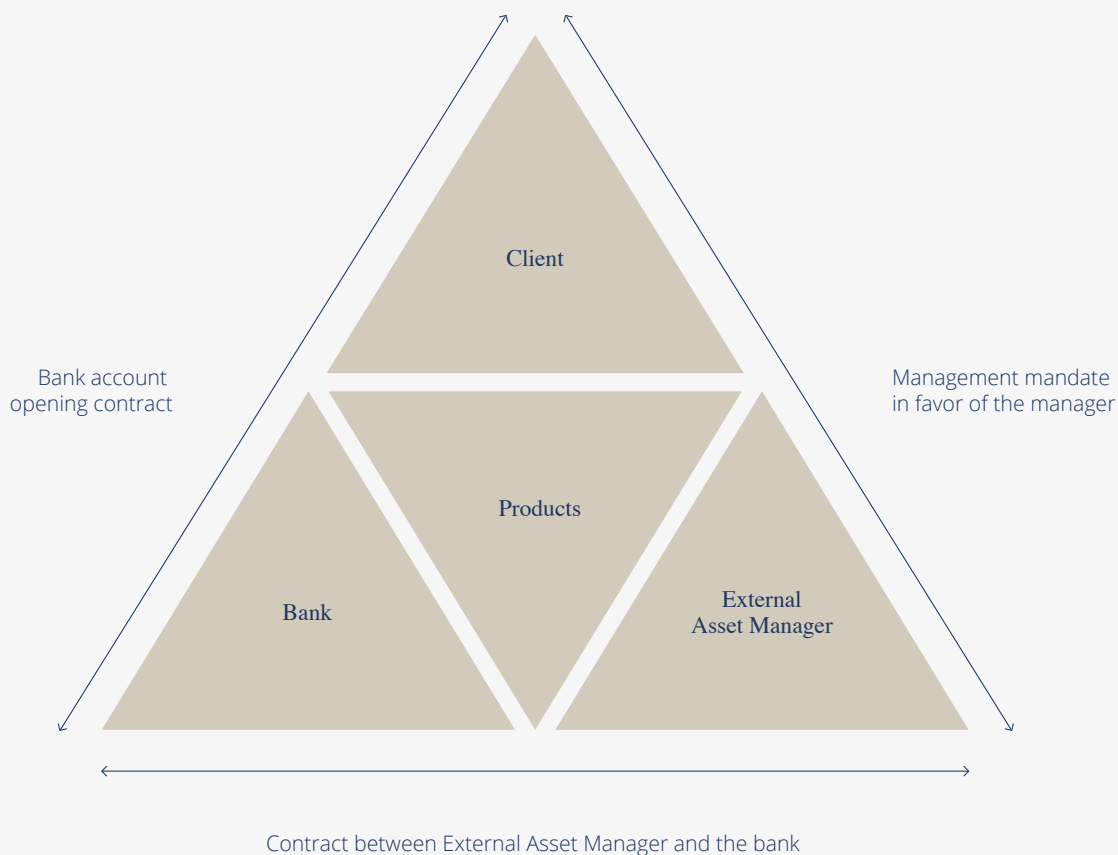 Client
Bank account
opening contract
Management mandate
in favor of the manager
Products
Bank
External
Asset Manager
Contract between External Asset Manager and the bank